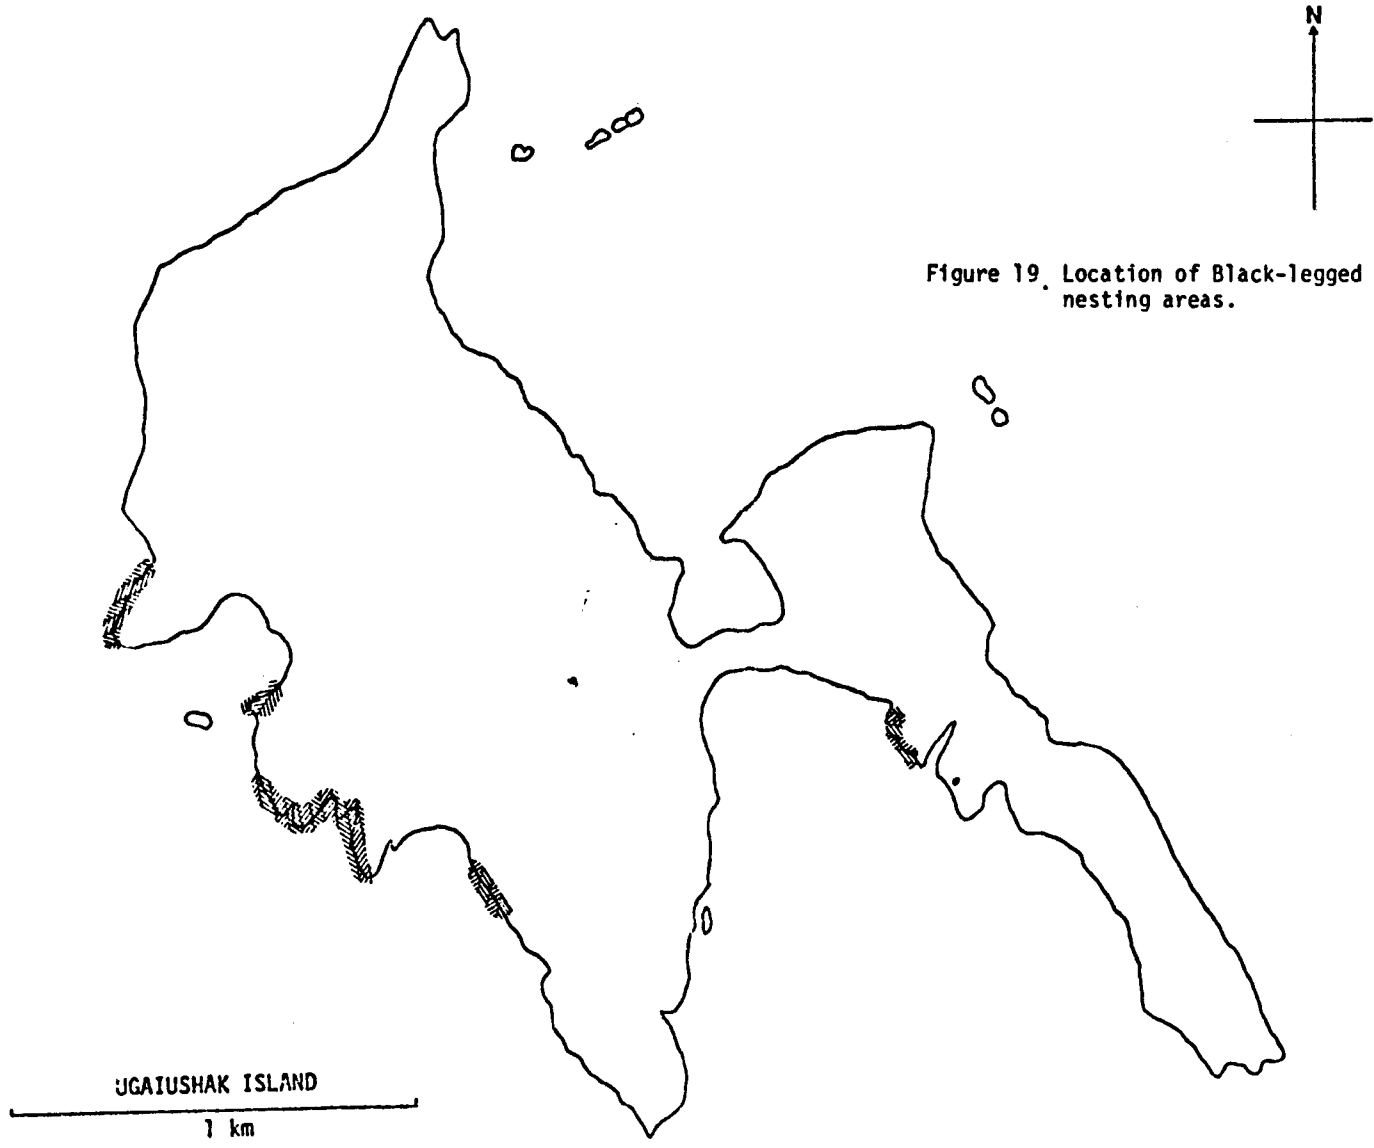 N
Figure 19. Location of Black-legged
nesting areas.
UGAIUSHAK ISLAND
1 km